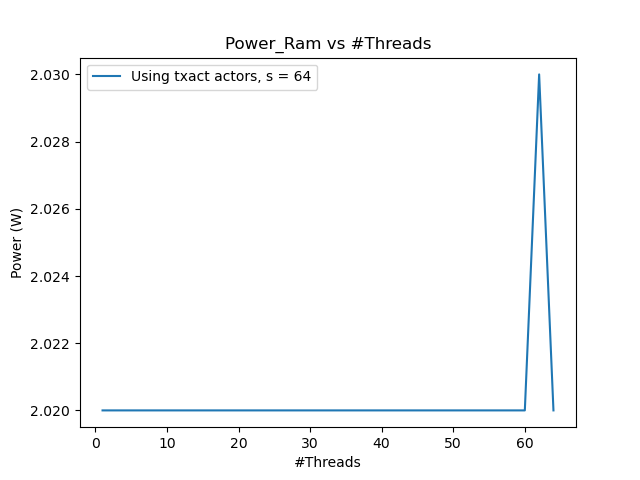 Power_Ram vs #Threads
Using txact actors, s = 64
2.030
2.028
2.026
2.024
2.022
2.020
Power (W)
0 10 20 30 40 50 60
#Threads